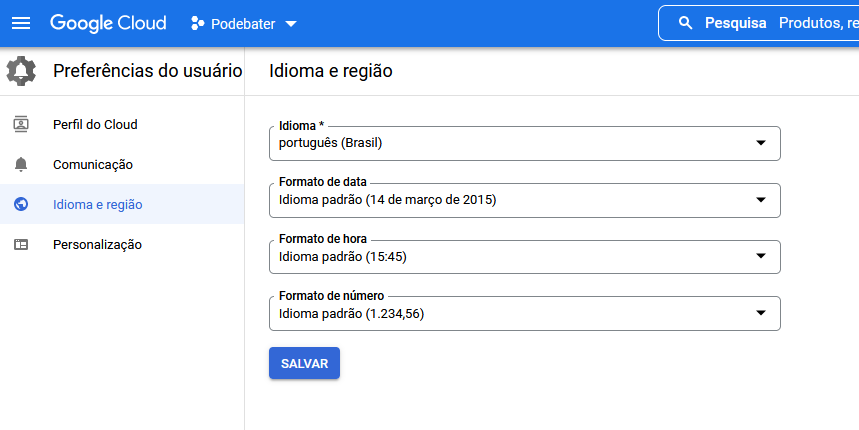 Google Cloud
Podebater
Pesquisa Produtos, re
Preferências do usuário
Idioma e região
Perfil do Cloud
Comunicação
Idioma e região
Personalização
Idioma *
português (Brasil)
Formato de data
Idioma padrão (14 de março de 2015)
Formato de hora
Idioma padrão (15:45)
Formato de número
Idioma padrão (1.234,56)
SALVAR